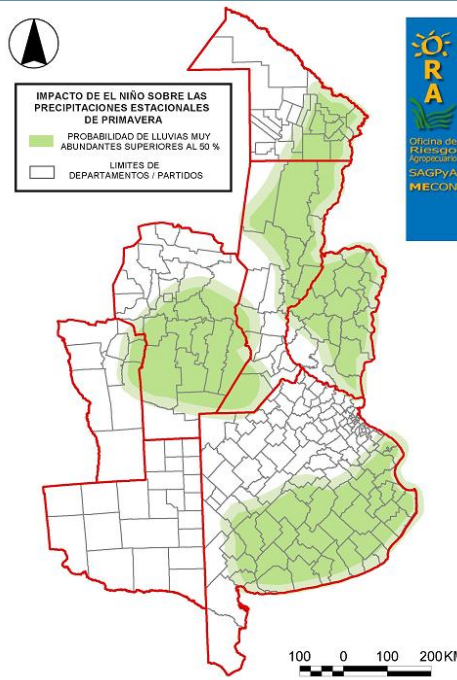 IMPACTO DE EL NIÑO SOBRE LAS
PRECIPITACIONES ESTACIONALES
DE PRIMAVERA
PROBABILIDAD DE LLUVIAS MUY
ABUNDANTES SUPERIORES AL 50 %
LIMITES DE
DEPARTAMENTOS / PARTIDOS
ORA
Oficina de
Riesgo
Agropecuario
SAGPyA
MECON
100 0 100 200 KM